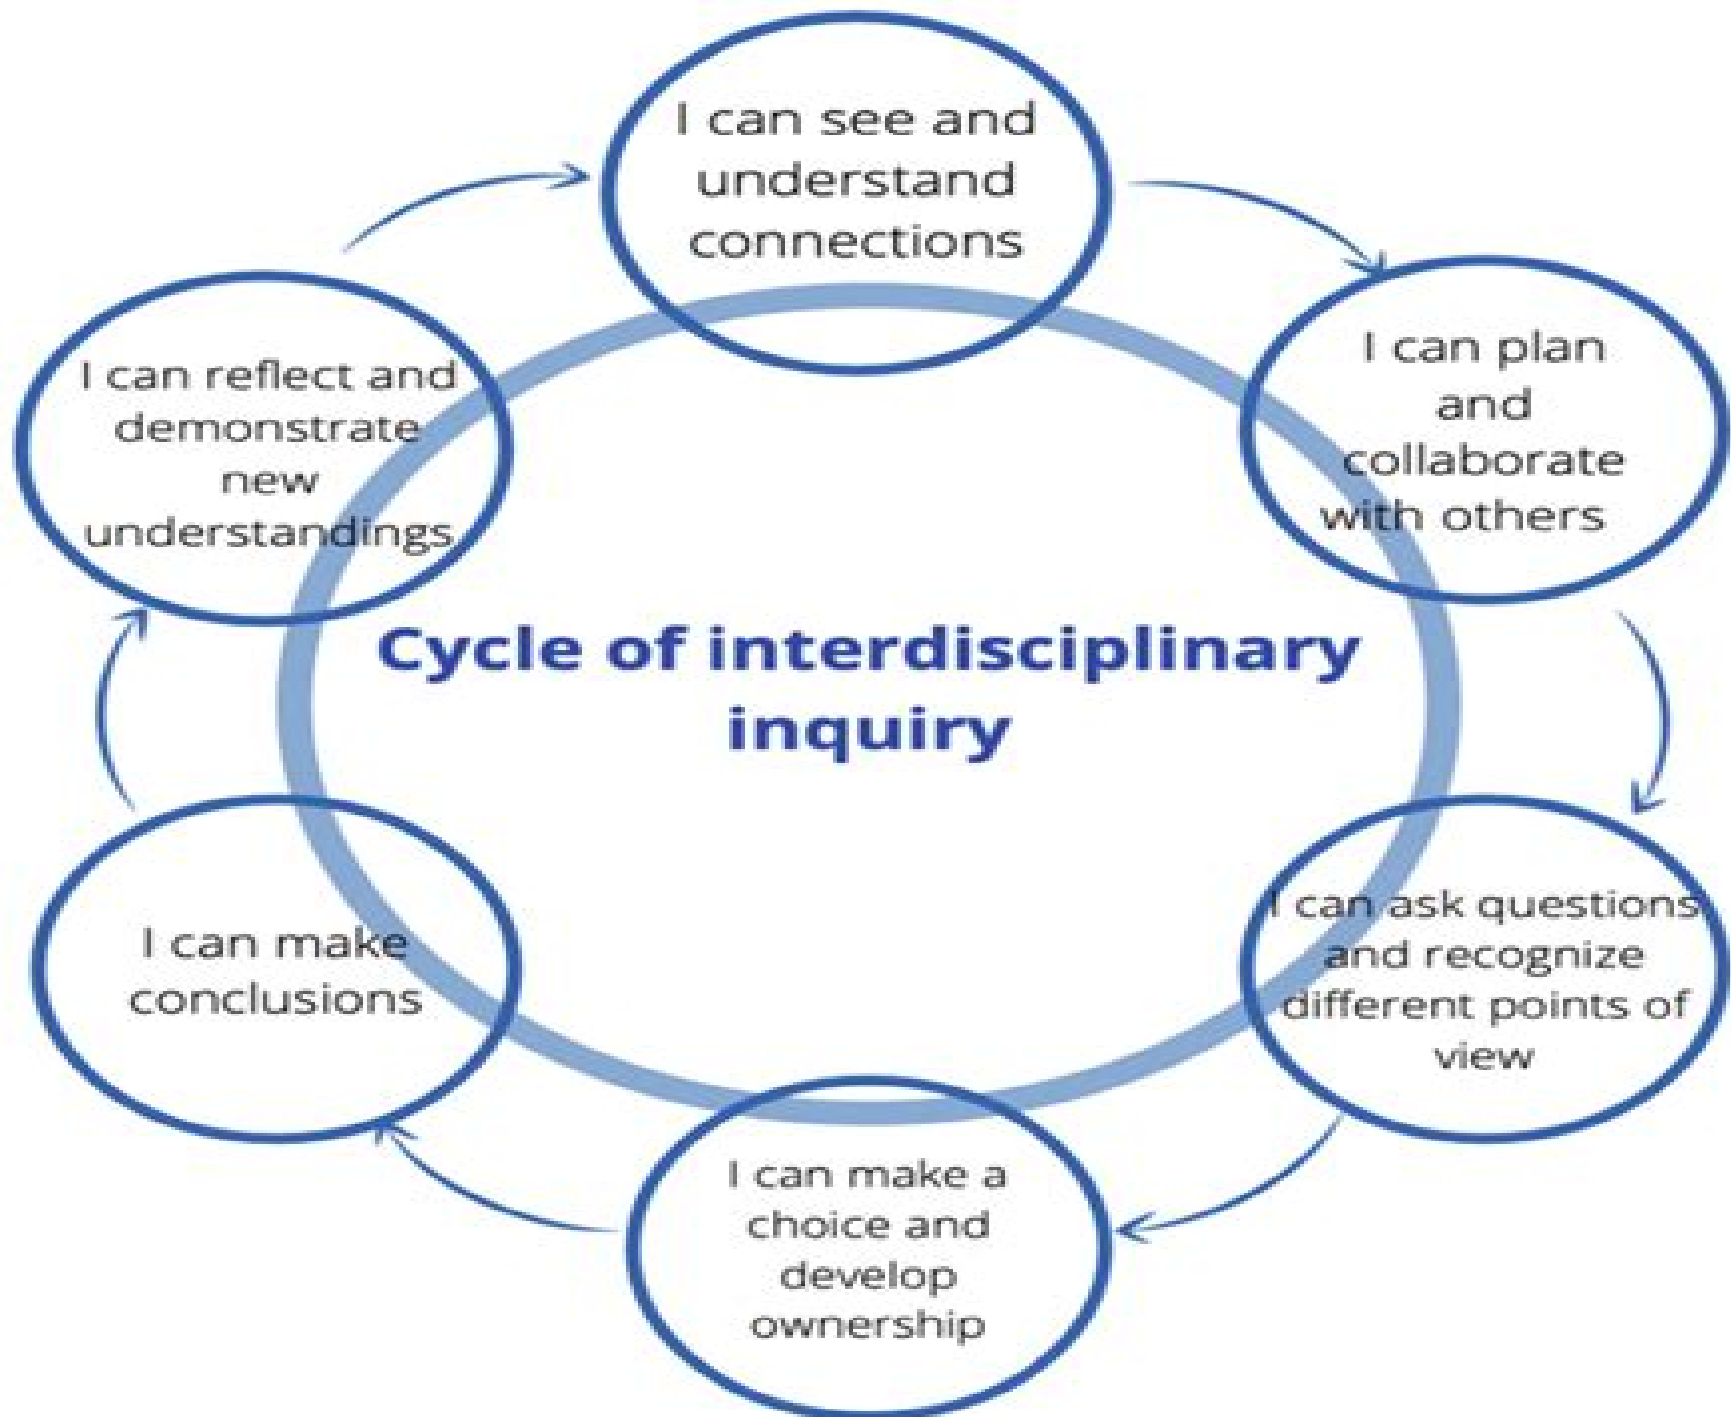 I can see and
understand
connections
I can plan
and
collaborate
with others
I can ask questions
and recognize
different points of
view
I can make a
choice and
develop
ownership
I can make
conclusions
I can reflect and
demonstrate
new
understandings
Cycle of interdisciplinary
inquiry